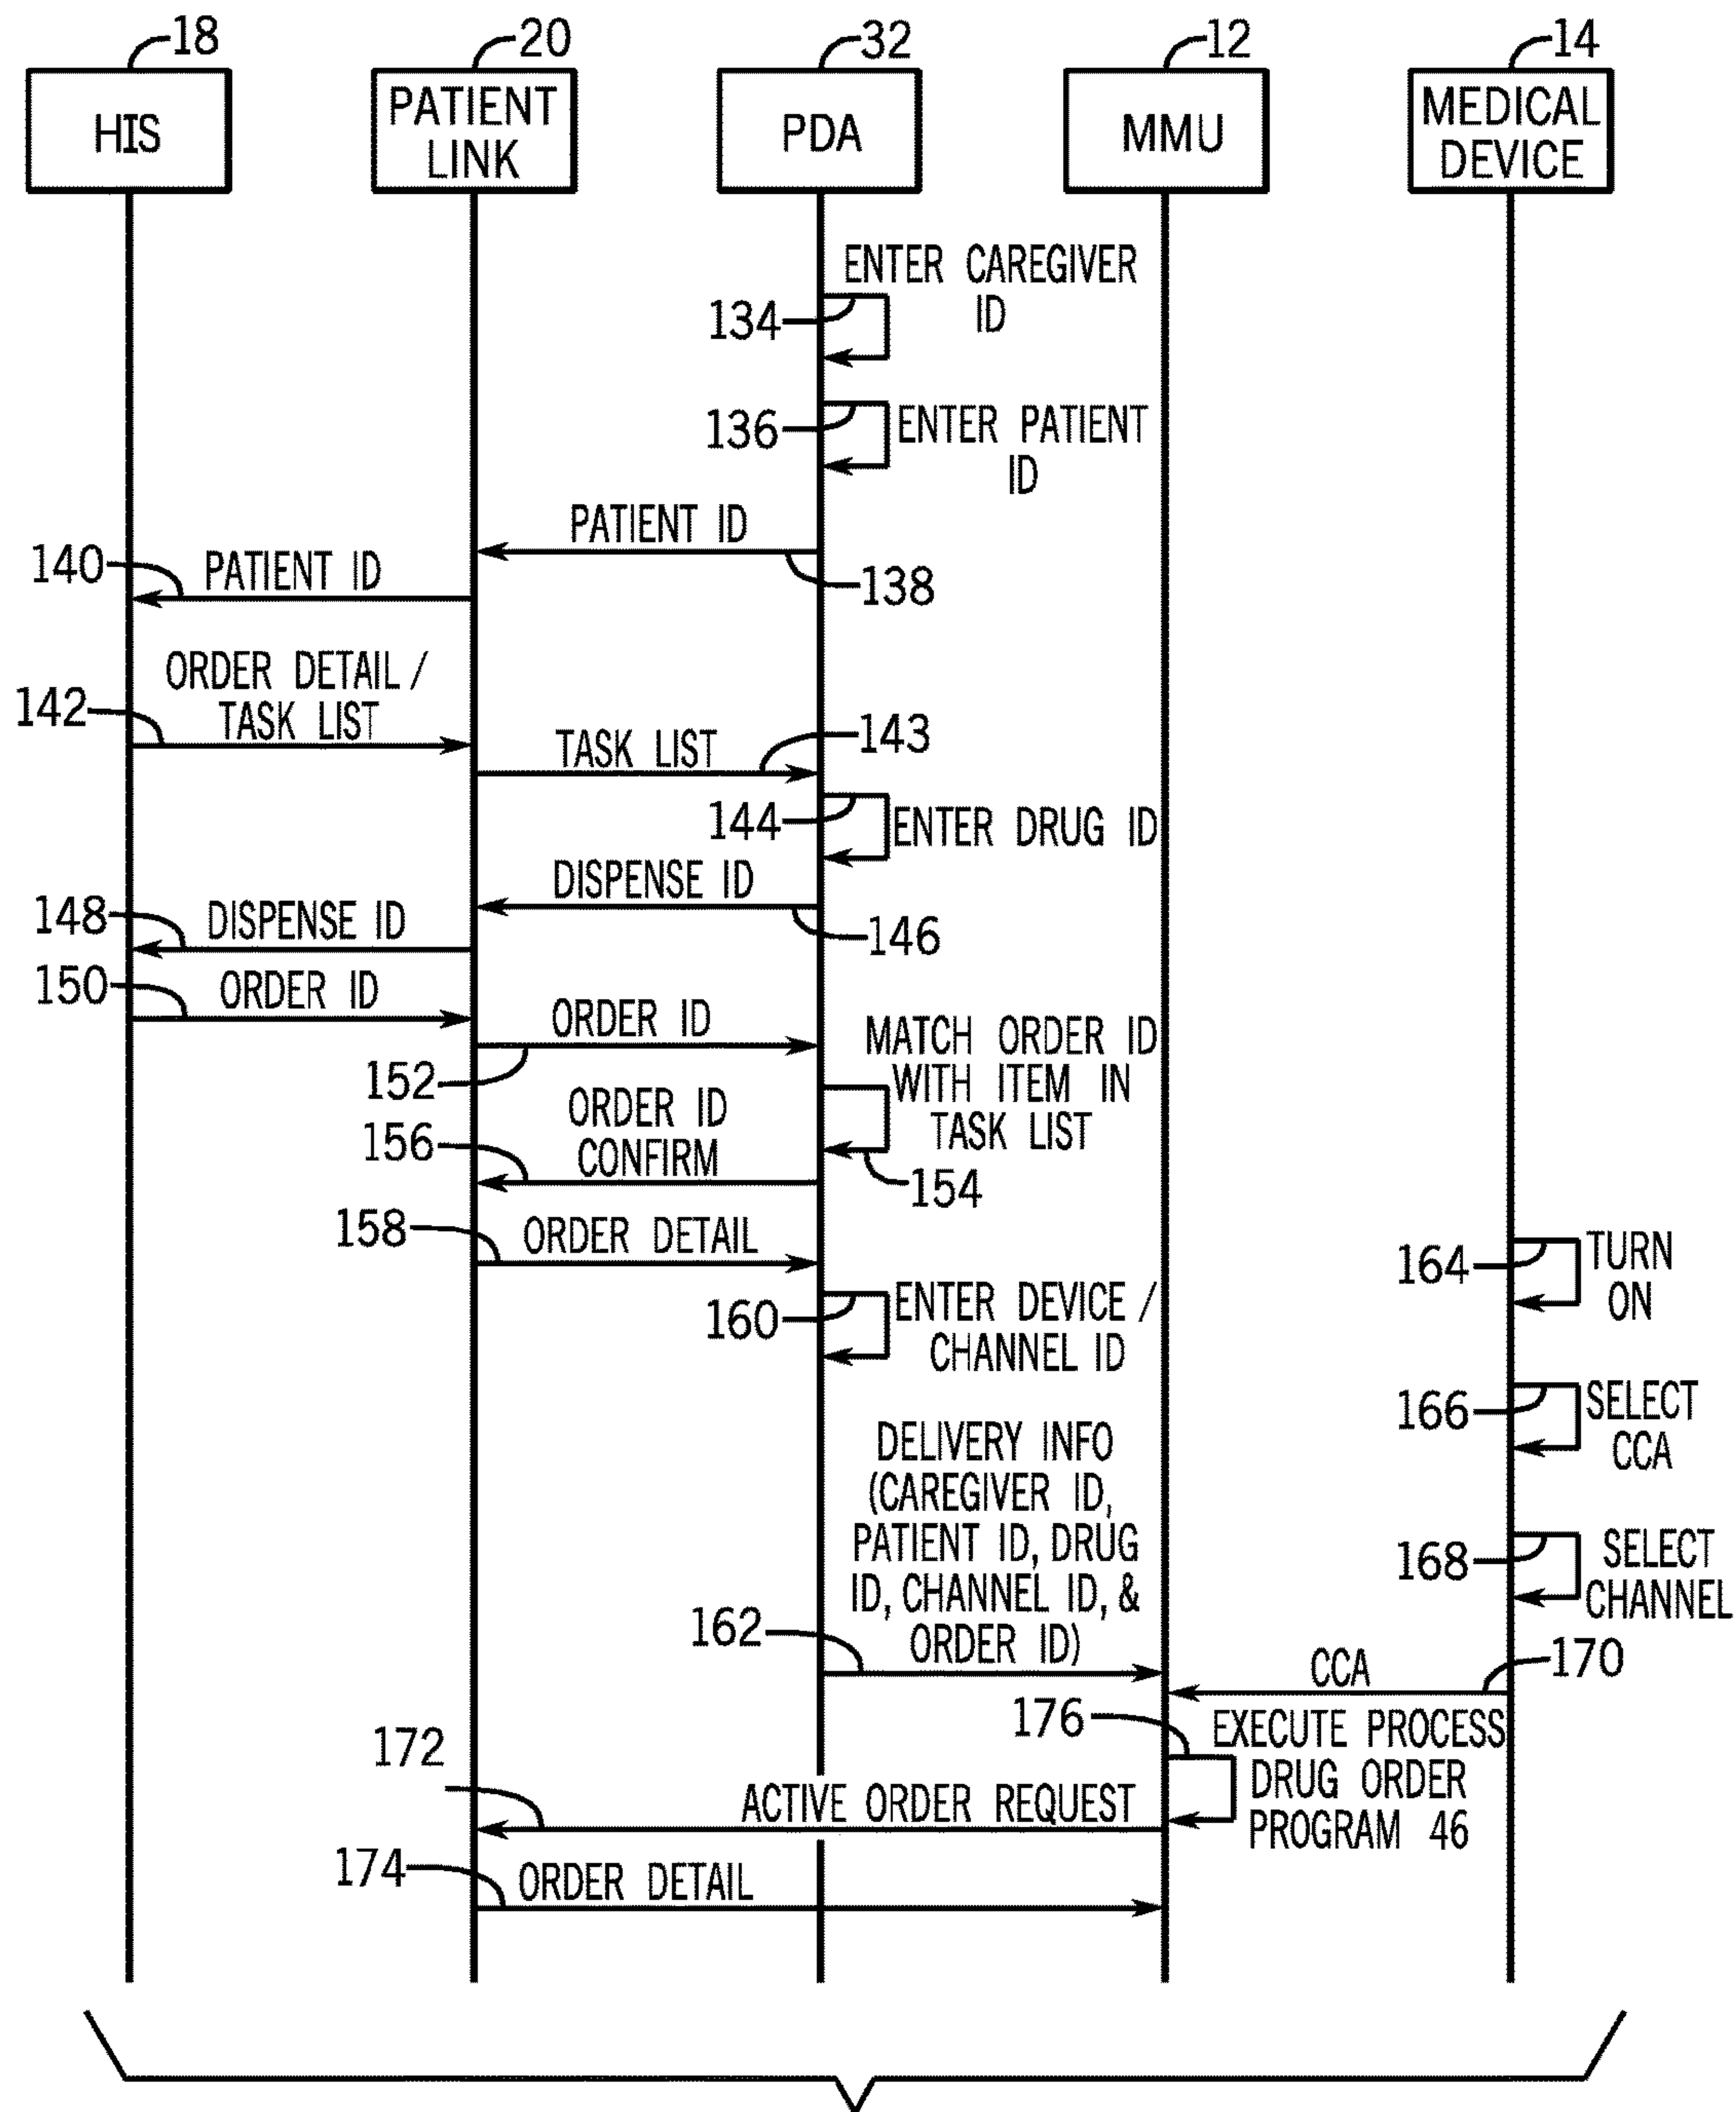 18
20
32
12
14
HIS
PATIENT
LINK
PDA
MMU
MEDICAL
DEVICE
ENTER CAREGIVER
ID
134
136
ENTER PATIENT
ID
PATIENT ID
138
140
PATIENT ID
ORDER DETAIL /
TASK LIST
142
TASK LIST
143
144
ENTER DRUG ID
DISPENSE ID
146
148
DISPENSE ID
150
ORDER ID
ORDER ID
152
MATCH ORDER ID
WITH ITEM IN
TASK LIST
154
ORDER ID
CONFIRM
156
158
ORDER DETAIL
160
ENTER DEVICE /
CHANNEL ID
164
TURN
ON
166
SELECT
CCA
168
SELECT
CHANNEL
DELIVERY INFO
(CAREGIVER ID,
PATIENT ID, DRUG
ID, CHANNEL ID, &
ORDER ID)
162
CCA
170
176
EXECUTE PROCESS
DRUG ORDER
PROGRAM 46
172
ACTIVE ORDER REQUEST
174
ORDER DETAIL